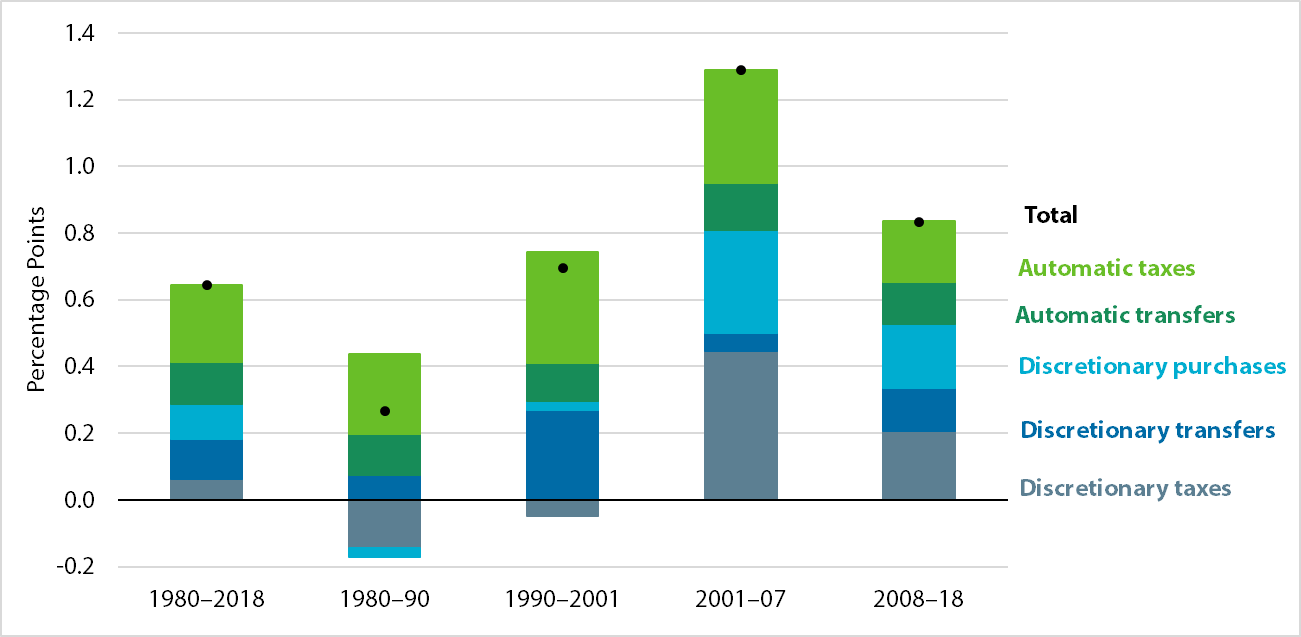 Percentage Points
1.4
1.2
1.0
0.8
0.6
0.4
0.2
0.0
-0.2
1980–2018
1980–90
1990–2001
2001–07
2008–18
Total
Automatic taxes
Automatic transfers
Discretionary purchases
Discretionary transfers
Discretionary taxes